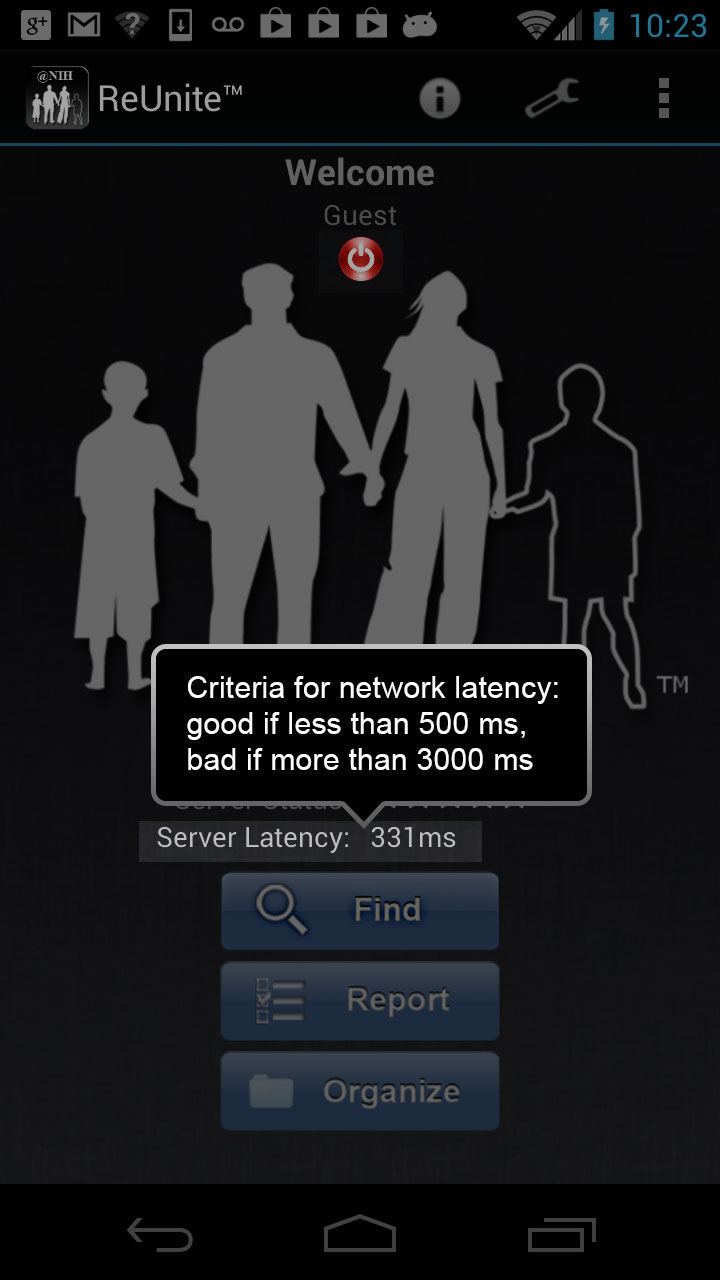 g+
10:23
@NIH
ReUnite™
Welcome
Guest
TM
Criteria for network latency:
good if less than 500 ms,
bad if more than 3000 ms
Server Status
Server Latency: 331ms
Find
Report
Organize